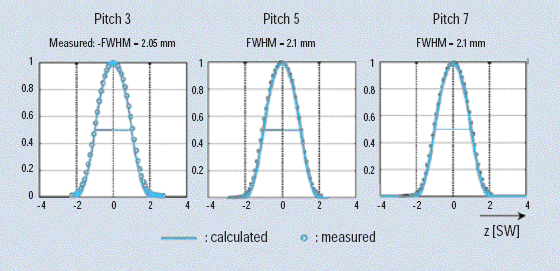 Pitch 3 Pitch 5 Pitch 7
Measured: -FWHM = 2.05 mm FWHM = 2.1 mm FWHM = 2.1 mm
1 1 1
0.8 0.8 0.8
0.6 0.6 0.6
0.4 0.4 0.4
0.2 0.2 0.2
0
-4 -2 0 2 4 -4 -2 0 2 4 -4 -2 0 2 4
z [SW]
: calculated : measured